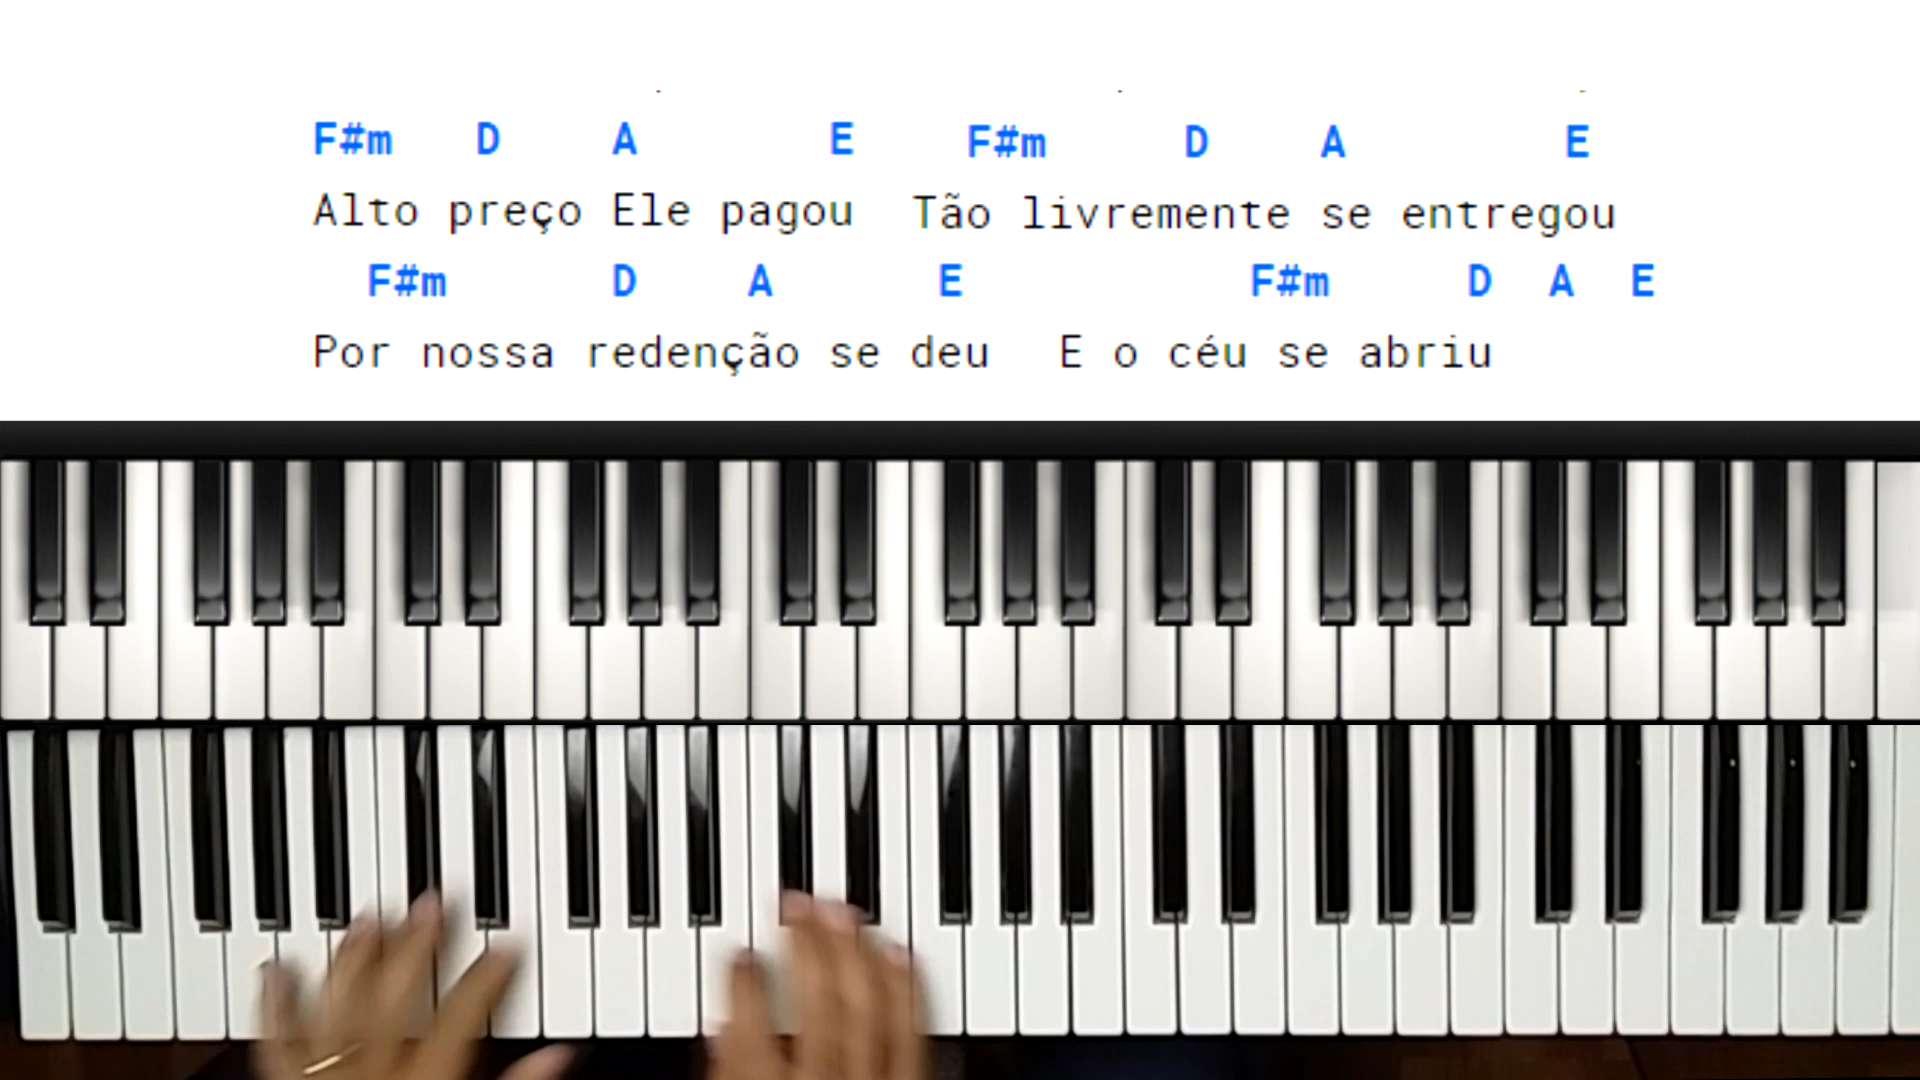 F#m D A E F#m D A E
Alto preço Ele pagou Tão livremente se entregou
F#m D A E F#m D A E
Por nossa redenção se deu E o céu se abriu